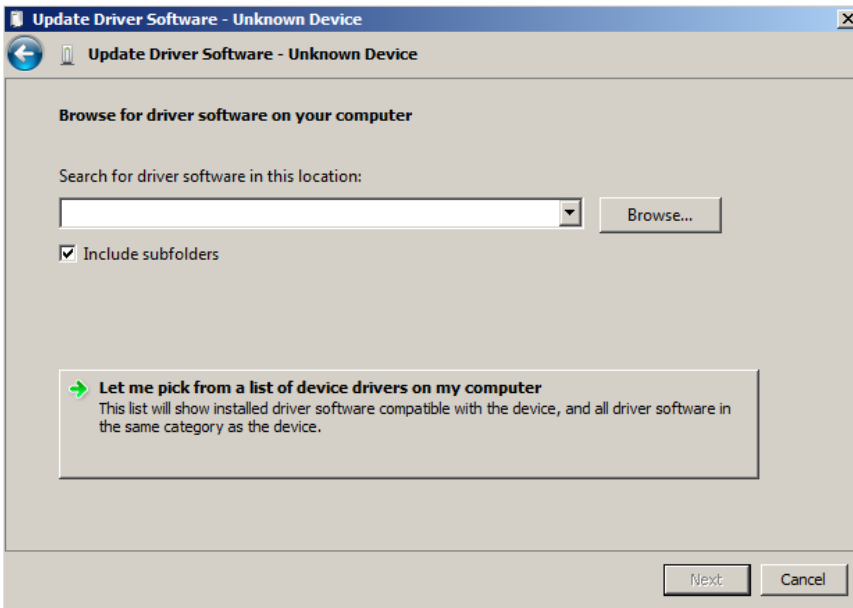 Update Driver Software - Unknown Device
Update Driver Software - Unknown Device
Browse for driver software on your computer
Search for driver software in this location:
Browse...
Include subfolders
Let me pick from a list of device drivers on my computer
This list will show installed driver software compatible with the device, and all driver software in
the same category as the device.
Next
Cancel